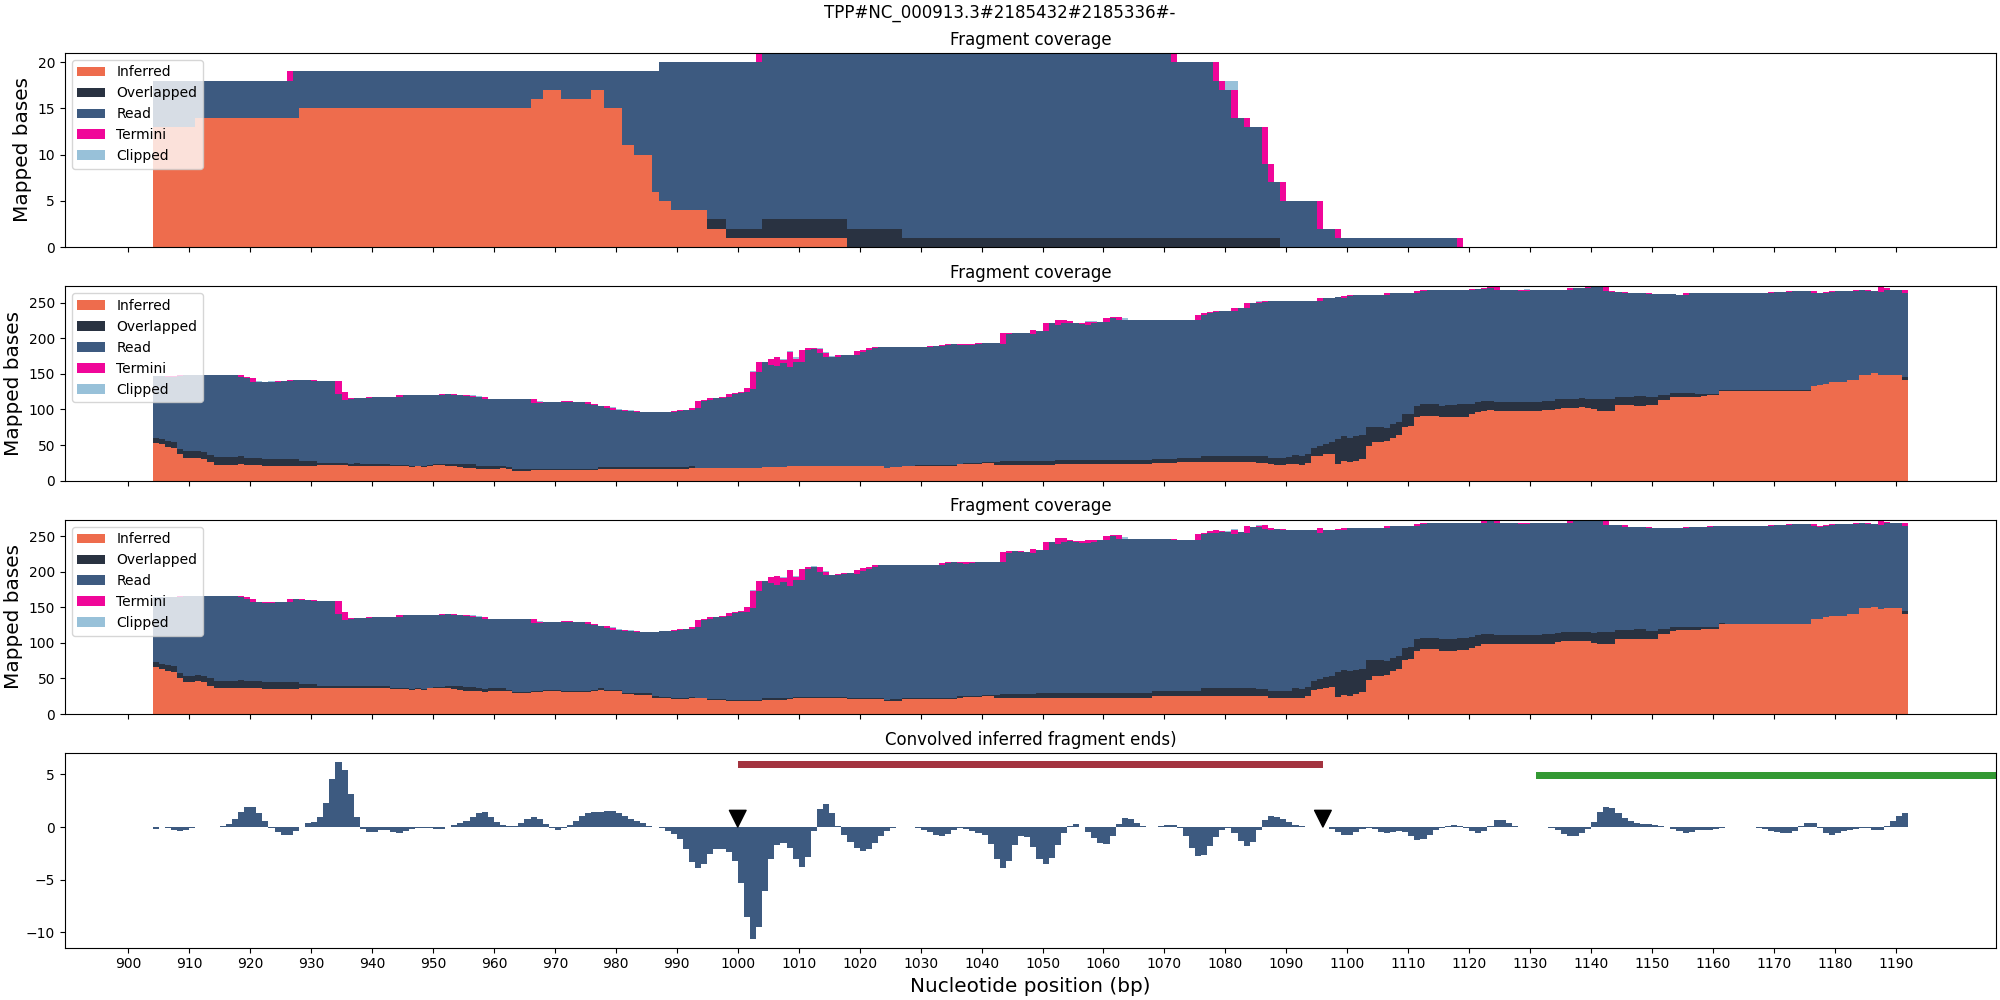 TPP#NC_000913.3#2185432#2185336#-
Fragment coverage
Mapped bases
20
15
10
5
0
Inferred
Overlapped
Read
Termini
Clipped
Fragment coverage
Mapped bases
250
200
150
100
50
0
Inferred
Overlapped
Read
Termini
Clipped
Fragment coverage
Mapped bases
250
200
150
100
50
0
Inferred
Overlapped
Read
Termini
Clipped
Convolved inferred fragment ends)
5
0
−5
−10
900 910 920 930 940 950 960 970 980 990 1000 1010 1020 1030 1040 1050 1060 1070 1080 1090 1100 1110 1120 1130 1140 1150 1160 1170 1180 1190
Nucleotide position (bp)